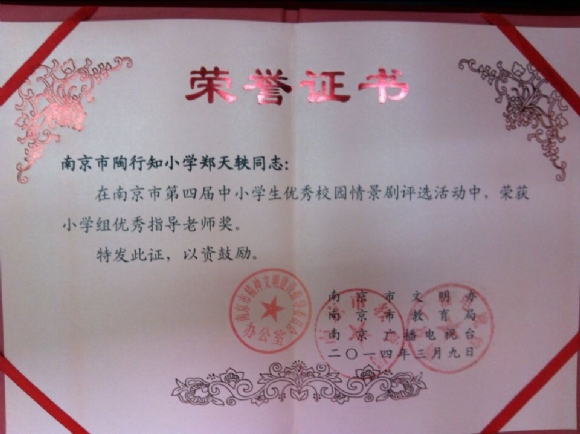 荣誉证书
南京市陶行知小学郑天轶同志：
在南京市第四届中小学生优秀校园情景剧评选活动中，荣获
小学组优秀指导老师奖。
特发此证，以资鼓励。
南京市文明办
南京市教育局
南京广播电视台
二〇一四年三月九日
办公室